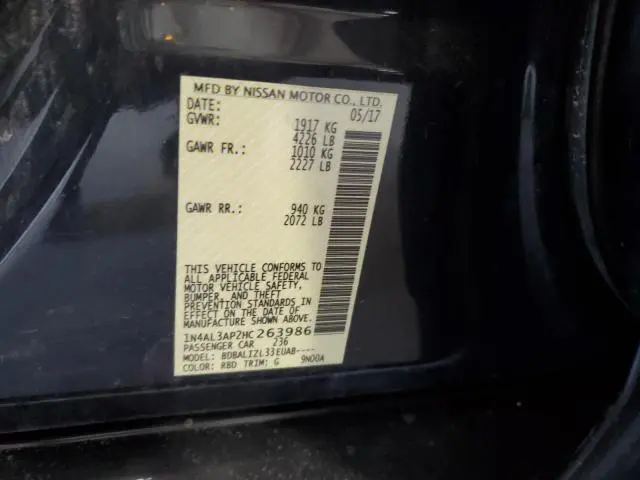 MFD BY NISSAN MOTOR CO., LTD.
DATE: 05/17
GVWR: 1917 KG
4226 LB
GAWR FR.: 1010 KG
2227 LB
GAWR RR.: 940 KG
2072 LB
THIS VEHICLE CONFORMS TO
ALL APPLICABLE FEDERAL
MOTOR VEHICLE SAFETY,
BUMPER, AND THEFT
PREVENTION STANDARDS IN
EFFECT ON THE DATE OF
MANUFACTURE SHOWN ABOVE.
1N4AL3AP2HC263986
PASSENGER CAR 236
MODEL: BDBALIZL33EUAB----
COLOR: RBD TRIM: G 9N00A